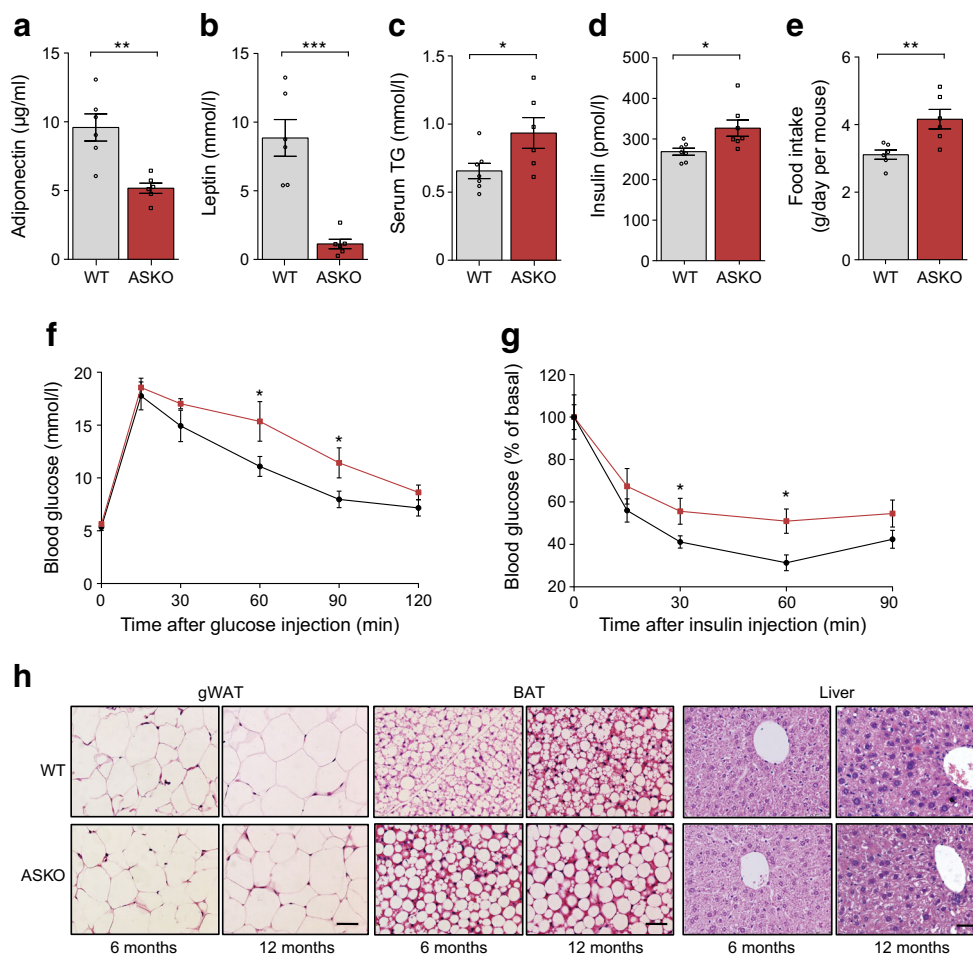 a
b
c
d
e
**
***
*
*
**
Adiponectin (µg/ml)
15
10
5
0
WT
ASKO
Leptin (mmol/l)
15
10
5
0
WT
ASKO
Serum TG (mmol/l)
1.5
1.0
0.5
0
WT
ASKO
Insulin (pmol/l)
500
400
300
200
100
0
WT
ASKO
Food intake
(g/day per mouse)
6
4
2
0
WT
ASKO
f
Blood glucose (mmol/l)
20
15
10
5
0
*
*
0
30
60
90
120
Time after glucose injection (min)
g
Blood glucose (% of basal)
120
100
80
60
40
20
*
*
0
30
60
90
Time after insulin injection (min)
h
gWAT
BAT
Liver
WT
ASKO
6 months
12 months
6 months
12 months
6 months
12 months